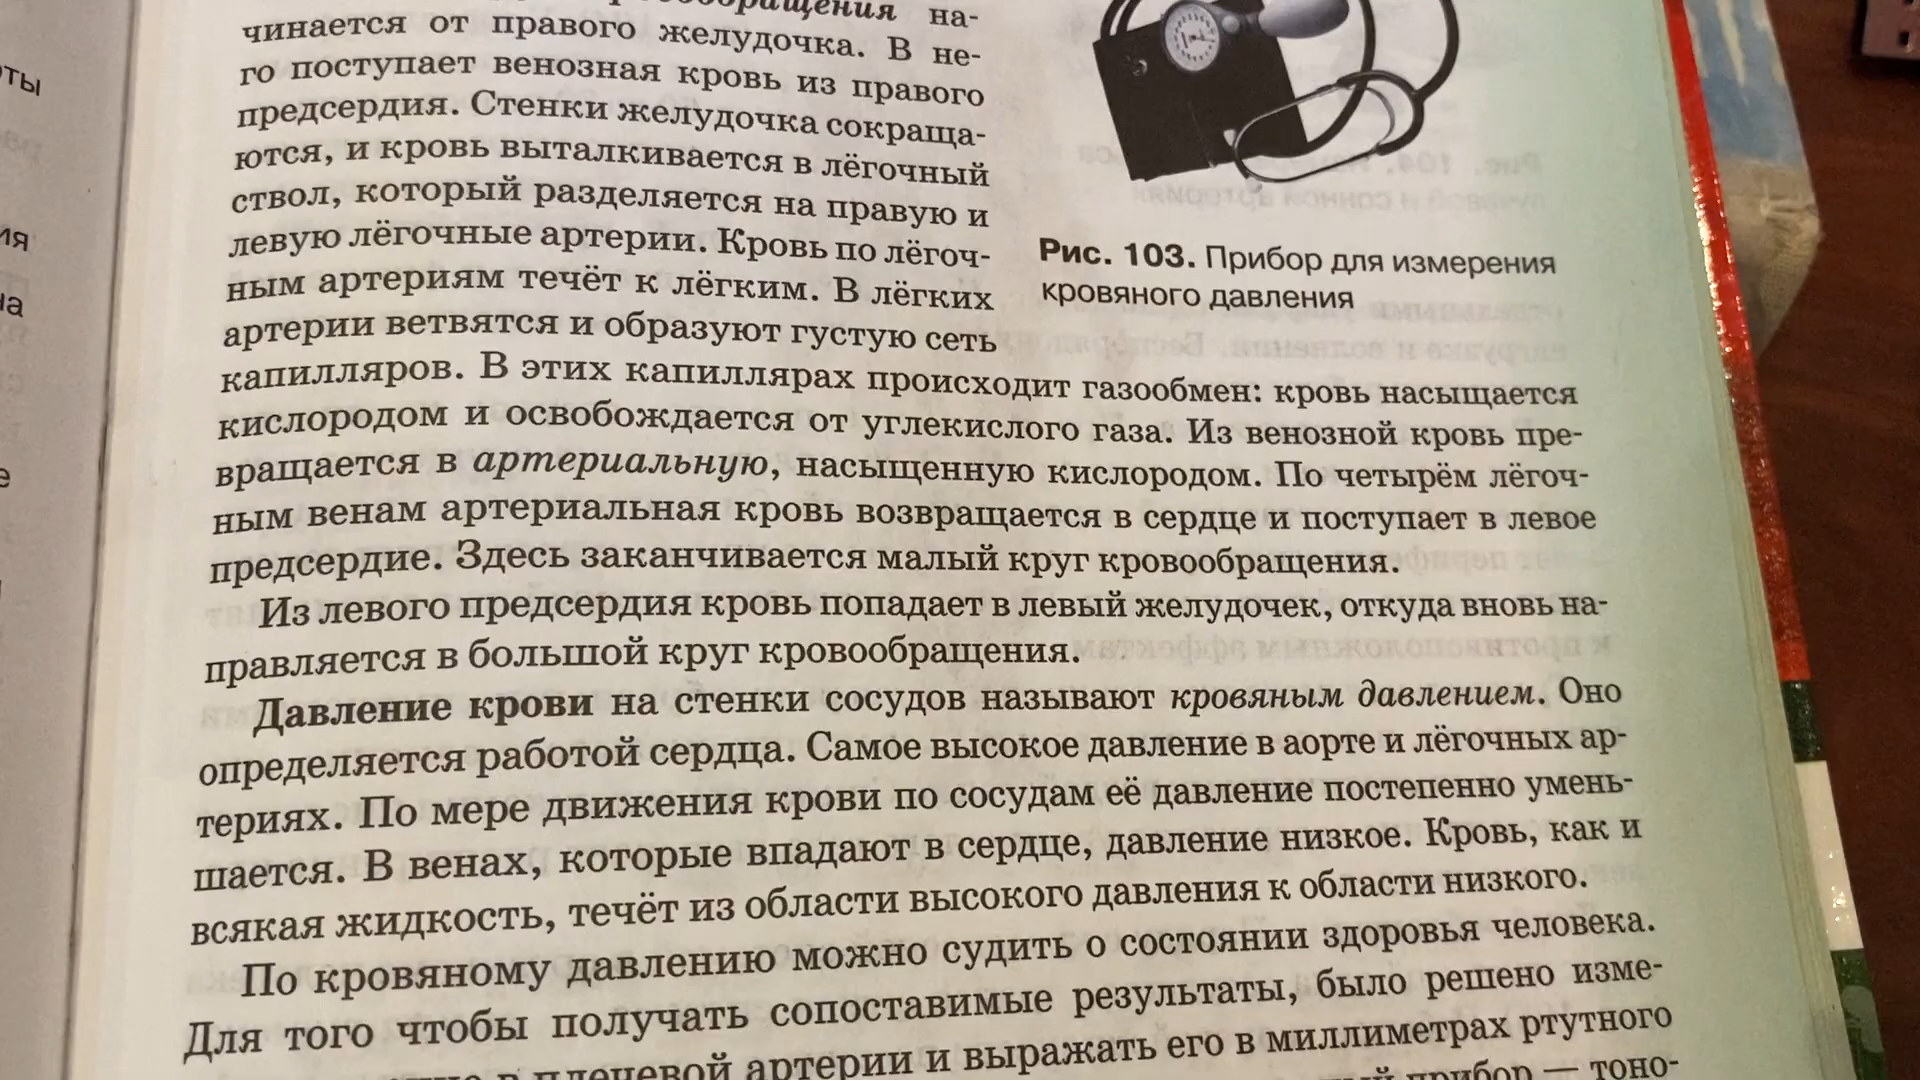 на-
чинается от правого желудочка. В не-
го поступает венозная кровь из правого
предсердия. Стенки желудочка сокраща-
ются, и кровь выталкивается в лёгочный
ствол, который разделяется на правую и
левую лёгочные артерии. Кровь по лёгоч-
ным артериям течёт к лёгким. В лёгких
артерии ветвятся и образуют густую сеть
капилляров. В этих капиллярах происходит газообмен: кровь насыщается
кислородом и освобождается от углекислого газа. Из венозной кровь пре-
вращается в артериальную, насыщенную кислородом. По четырём лёгоч-
ным венам артериальная кровь возвращается в сердце и поступает в левое
предсердие. Здесь заканчивается малый круг кровообращения.
Из левого предсердия кровь попадает в левый желудочек, откуда вновь на-
правляется в большой круг кровообращения.
Давление крови на стенки сосудов называют кровяным давлением. Оно
определяется работой сердца. Самое высокое давление в аорте и лёгочных ар-
териях. По мере движения крови по сосудам её давление постепенно умень-
шается. В венах, которые впадают в сердце, давление низкое. Кровь, как и
всякая жидкость, течёт из области высокого давления к области низкого.
По кровяному давлению можно судить о состоянии здоровья человека.
Для того чтобы получать сопоставимые результаты, было решено изме-
в плечевой артерии и выражать его в миллиметрах ртутного
прибор — тоно-
Рис. 103. Прибор для измерения
кровяного давления